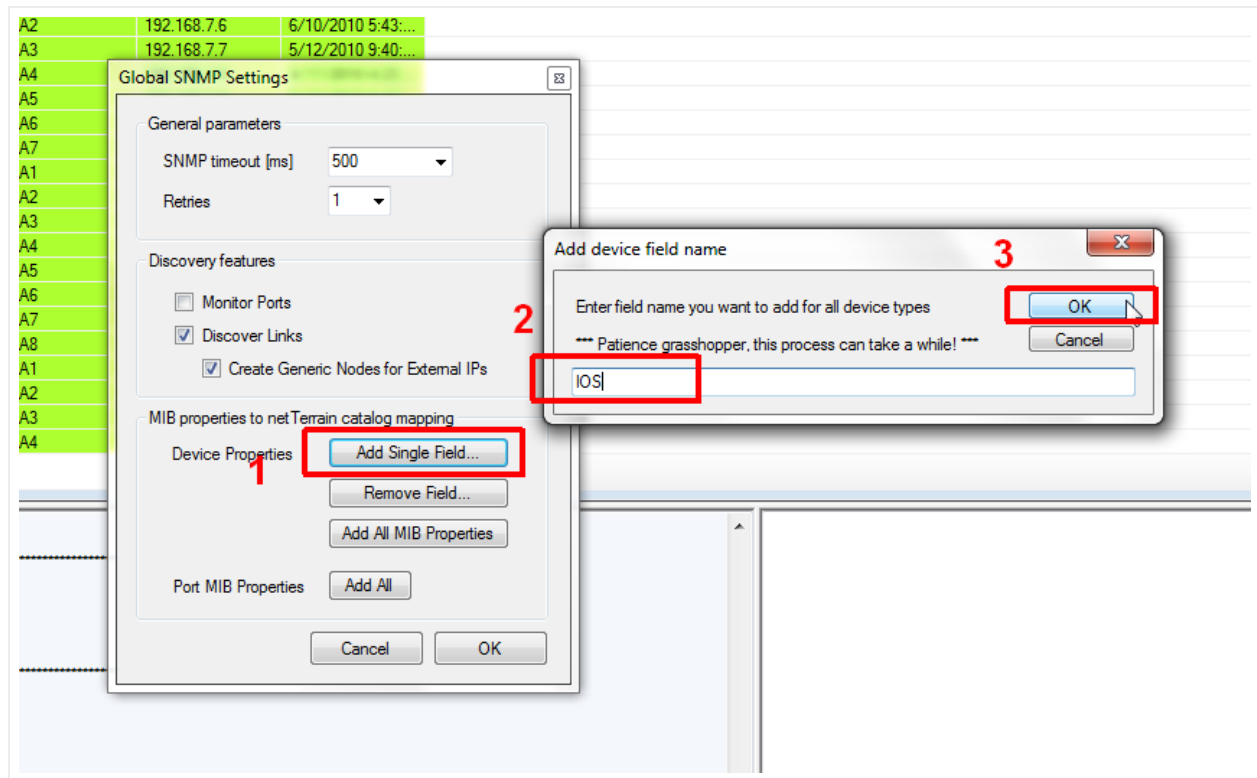 A2 192.168.7.6 6/10/2010 5:43:...
A3 192.168.7.7 5/12/2010 9:40:...
A4
A5
A6
A7
A1
A2
A3
A4
A5
A6
A7
A8
A1
A2
A3
A4
Global SNMP Settings
General parameters
SNMP timeout [ms] 500
Retries 1
Discovery features
Monitor Ports
Discover Links
Create Generic Nodes for External IPs
MIB properties to netTerrain catalog mapping
Device Properties Add Single Field...
1
Remove Field...
Add All MIB Properties
Port MIB Properties Add All
Cancel OK
Add device field name
3
Enter field name you want to add for all device types OK
2
*** Patience grasshopper, this process can take a while! *** Cancel
IOS